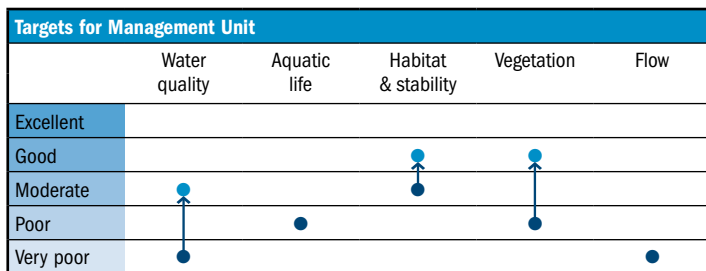 Targets for Management Unit
Water quality
Aquatic life
Habitat & stability
Vegetation
Flow
Excellent
Good
Moderate
Poor
Very poor